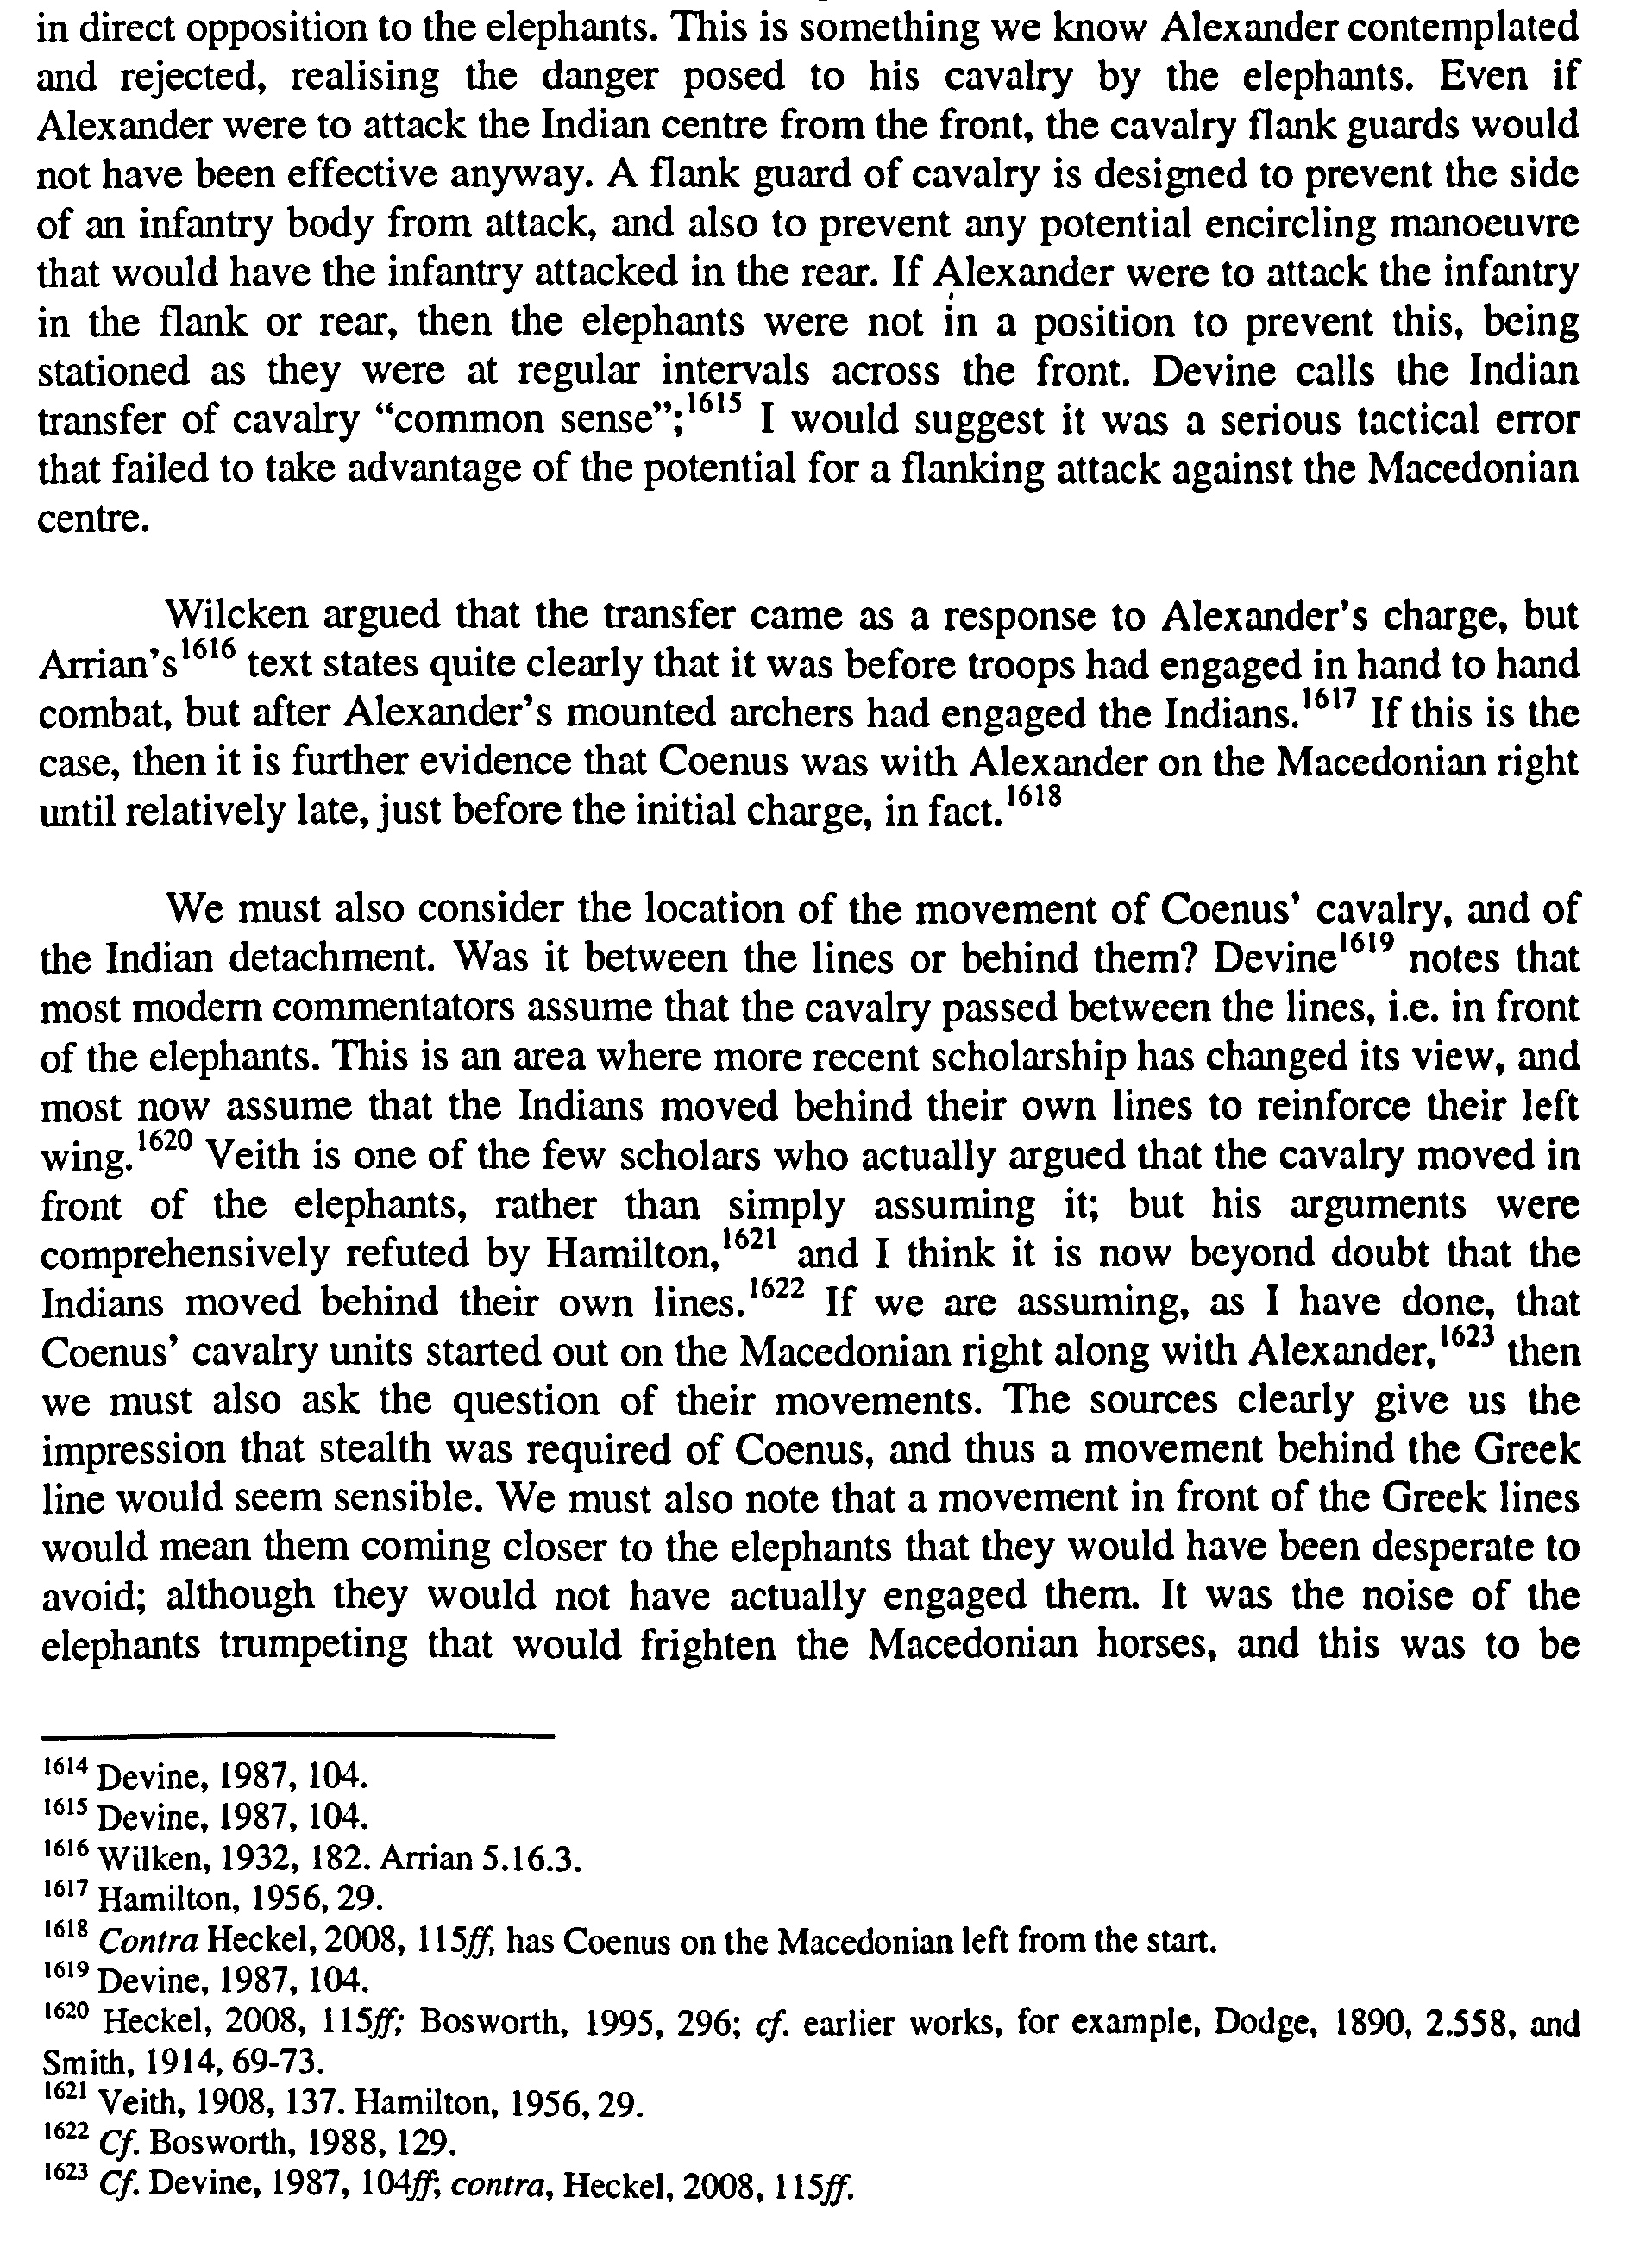 in direct opposition to the elephants. This is something we know Alexander contemplated
and rejected, realising the danger posed to his cavalry by the elephants. Even if
Alexander were to attack the Indian centre from the front, the cavalry flank guards would
not have been effective anyway. A flank guard of cavalry is designed to prevent the side
of an infantry body from attack, and also to prevent any potential encircling manoeuvre
that would have the infantry attacked in the rear. If Alexander were to attack the infantry
in the flank or rear, then the elephants were not in a position to prevent this, being
stationed as they were at regular intervals across the front. Devine calls the Indian
transfer of cavalry “common sense”;1615 I would suggest it was a serious tactical error
that failed to take advantage of the potential for a flanking attack against the Macedonian
centre.
Wilcken argued that the transfer came as a response to Alexander’s charge, but
Arrian’s1616 text states quite clearly that it was before troops had engaged in hand to hand
combat, but after Alexander’s mounted archers had engaged the Indians.1617 If this is the
case, then it is further evidence that Coenus was with Alexander on the Macedonian right
until relatively late, just before the initial charge, in fact.1618
We must also consider the location of the movement of Coenus’ cavalry, and of
the Indian detachment. Was it between the lines or behind them? Devine1619 notes that
most modern commentators assume that the cavalry passed between the lines, i.e. in front
of the elephants. This is an area where more recent scholarship has changed its view, and
most now assume that the Indians moved behind their own lines to reinforce their left
wing.1620 Veith is one of the few scholars who actually argued that the cavalry moved in
front of the elephants, rather than simply assuming it; but his arguments were
comprehensively refuted by Hamilton,1621 and I think it is now beyond doubt that the
Indians moved behind their own lines.1622 If we are assuming, as I have done, that
Coenus’ cavalry units started out on the Macedonian right along with Alexander,1623 then
we must also ask the question of their movements. The sources clearly give us the
impression that stealth was required of Coenus, and thus a movement behind the Greek
line would seem sensible. We must also note that a movement in front of the Greek lines
would mean them coming closer to the elephants that they would have been desperate to
avoid; although they would not have actually engaged them. It was the noise of the
elephants trumpeting that would frighten the Macedonian horses, and this was to be
1614 Devine, 1987, 104.
1615 Devine, 1987, 104.
1616 Wilken, 1932, 182. Arrian 5.16.3.
1617 Hamilton, 1956, 29.
1618 Contra Heckel, 2008, 115ff, has Coenus on the Macedonian left from the start.
1619 Devine, 1987, 104.
1620 Heckel, 2008, 115ff; Bosworth, 1995, 296; cf. earlier works, for example, Dodge, 1890, 2.558, and
Smith, 1914, 69-73.
1621 Veith, 1908, 137. Hamilton, 1956, 29.
1622 Cf. Bosworth, 1988, 129.
1623 Cf. Devine, 1987, 104ff; contra, Heckel, 2008, 115ff.